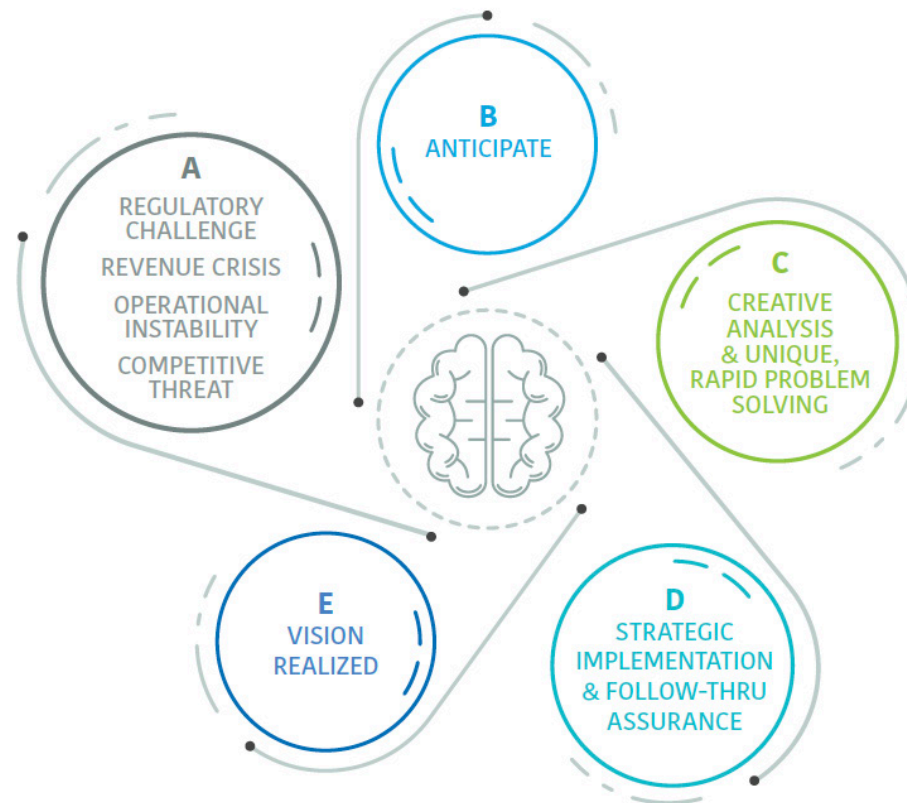 A
REGULATORY
CHALLENGE
REVENUE CRISIS
OPERATIONAL
INSTABILITY
COMPETITIVE
THREAT
B
ANTICIPATE
C
CREATIVE
ANALYSIS
& UNIQUE,
RAPID PROBLEM
SOLVING
D
STRATEGIC
IMPLEMENTATION
& FOLLOW-THRU
ASSURANCE
E
VISION
REALIZED